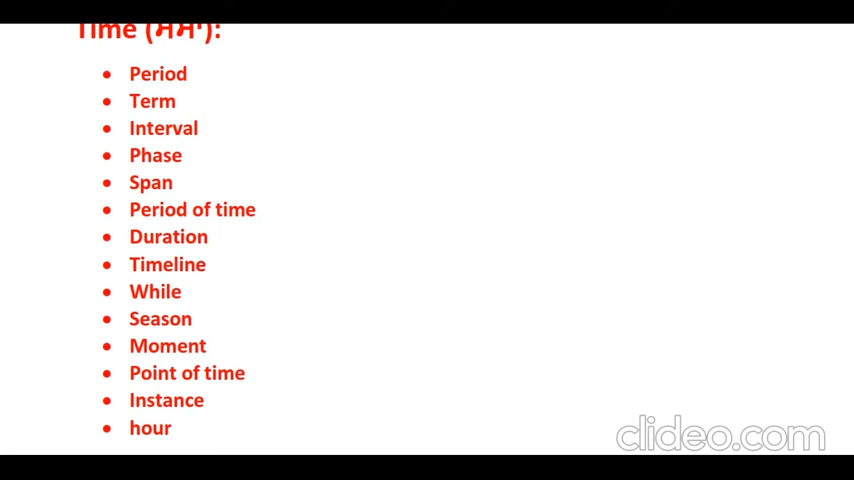 Time (ਸਮਾਂ):
• Period
• Term
• Interval
• Phase
• Span
• Period of time
• Duration
• Timeline
• While
• Season
• Moment
• Point of time
• Instance
• hour
clideo.com